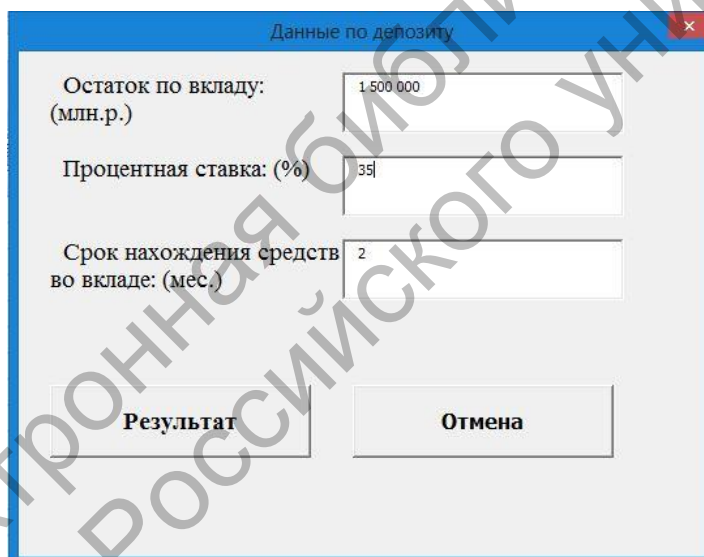 Данные по депозиту
Остаток по вкладу:
(млн.р.)
1 500 000
Процентная ставка: (%)
35
Срок нахождения средств
во вкладе: (мес.)
2
Результат
Отмена
Российского